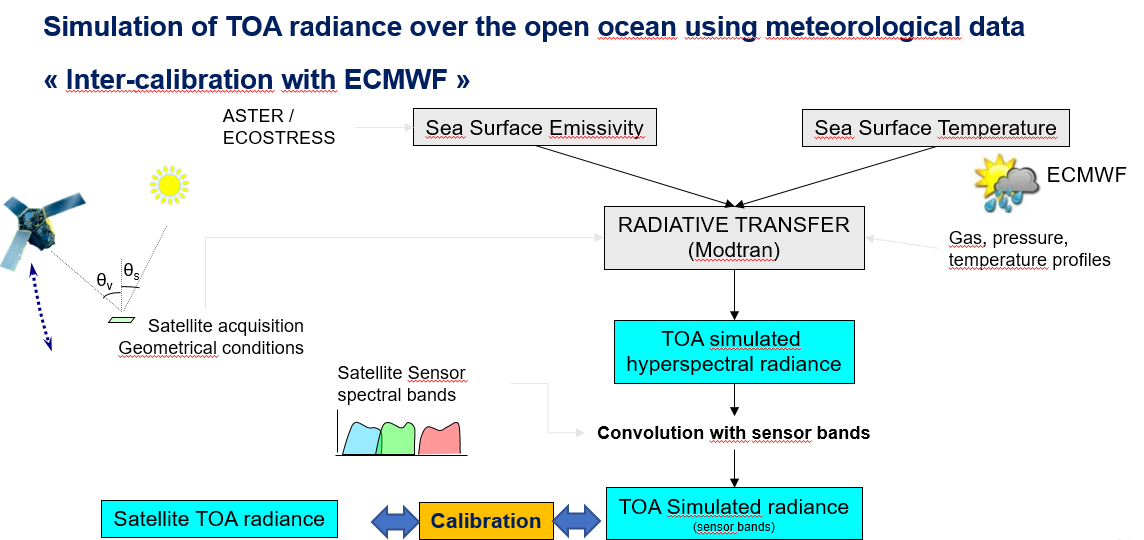 Simulation of TOA radiance over the open ocean using meteorological data
« Inter-calibration with ECMWF »
ASTER /
ECOSTRESS
Sea Surface Emissivity
Sea Surface Temperature
ECMWF
RADIATIVE TRANSFER
(Modtran)
Gas, pressure,
temperature profiles
θv
θs
Satellite acquisition
Geometrical conditions
TOA simulated
hyperspectral radiance
Satellite Sensor
spectral bands
Convolution with sensor bands
Satellite TOA radiance
Calibration
TOA Simulated radiance
(sensor bands)